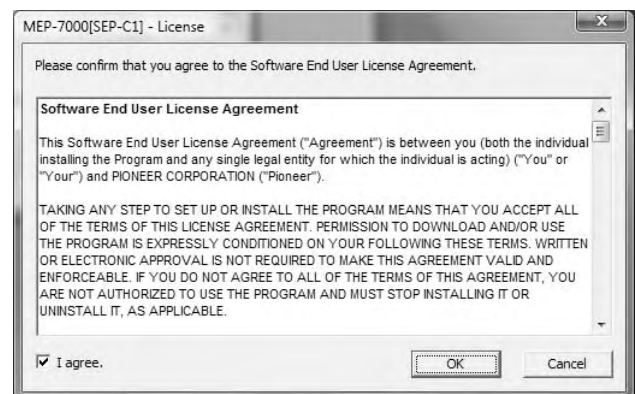 MEP-7000[SEP-C1] - License
Please confirm that you agree to the Software End User License Agreement.
Software End User License Agreement
This Software End User License Agreement ("Agreement") is between you (both the individual
installing the Program and any single legal entity for which the individual is acting) ("You" or
"Your") and PIONEER CORPORATION ("Pioneer").
TAKING ANY STEP TO SET UP OR INSTALL THE PROGRAM MEANS THAT YOU ACCEPT ALL
OF THE TERMS OF THIS LICENSE AGREEMENT. PERMISSION TO DOWNLOAD AND/OR USE
THE PROGRAM IS EXPRESSLY CONDITIONED ON YOUR FOLLOWING THESE TERMS. WRITTEN
OR ELECTRONIC APPROVAL IS NOT REQUIRED TO MAKE THIS AGREEMENT VALID AND
ENFORCEABLE. IF YOU DO NOT AGREE TO ALL OF THE TERMS OF THIS AGREEMENT, YOU
ARE NOT AUTHORIZED TO USE THE PROGRAM AND MUST STOP INSTALLING IT OR
UNINSTALL IT, AS APPLICABLE.
I agree.
OK
Cancel